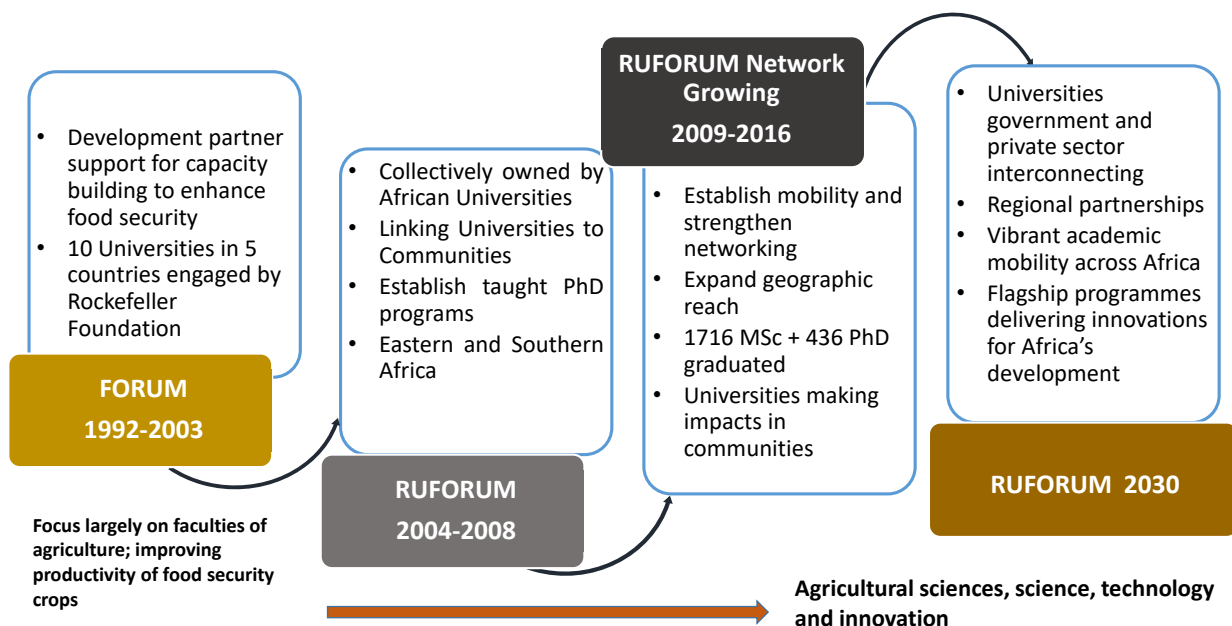 • Development partner
support for capacity
building to enhance
food security
• 10 Universities in 5
countries engaged by
Rockefeller
Foundation
FORUM
1992-2003
Focus largely on faculties of
agriculture; improving
productivity of food security
crops
• Collectively owned by
African Universities
• Linking Universities to
Communities
• Establish taught PhD
programs
• Eastern and Southern
Africa
RUFORUM
2004-2008
RUFORUM Network
Growing
2009-2016
• Establish mobility and
strengthen
networking
• Expand geographic
reach
• 1716 MSc + 436 PhD
graduated
• Universities making
impacts in
communities
• Universities
government and
private sector
interconnecting
• Regional partnerships
• Vibrant academic
mobility across Africa
• Flagship programmes
delivering innovations
for Africa’s
development
RUFORUM 2030
Agricultural sciences, science, technology
and innovation